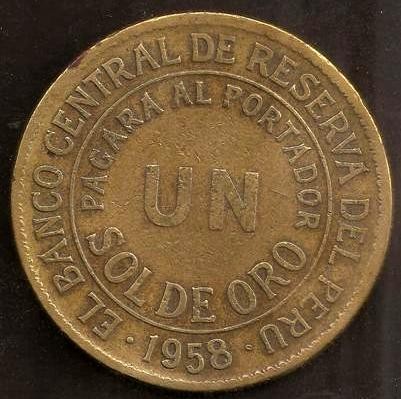 EL BANCO CENTRAL DE RESERVA DEL PERU
PAGARA AL PORTADOR
UN
SOL DE ORO
· 1958 ·